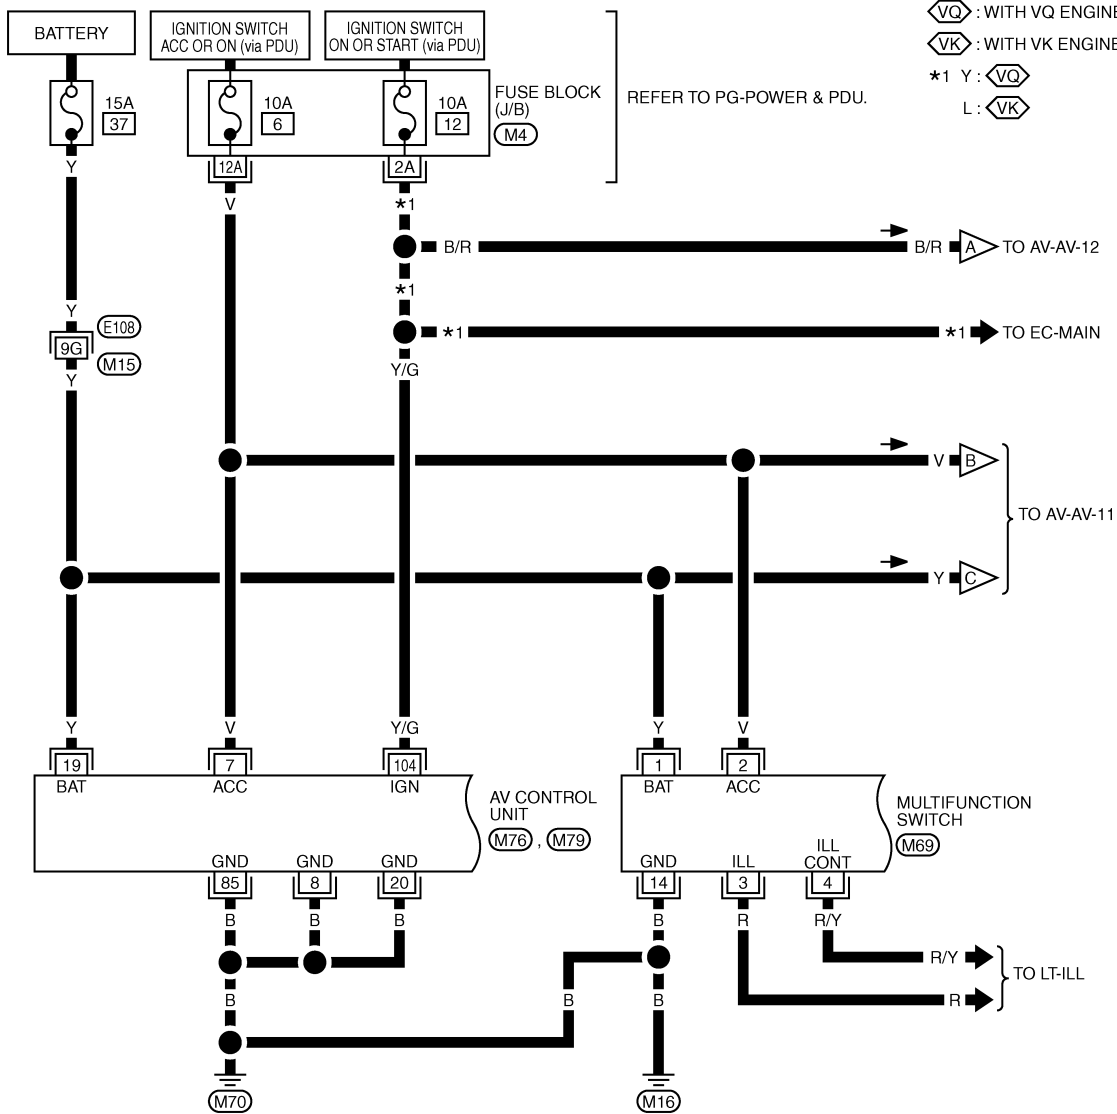 BATTERY
IGNITION SWITCH
ACC OR ON (via PDU)
IGNITION SWITCH
ON OR START (via PDU)
VQ : WITH VQ ENGINE
VK : WITH VK ENGINE
*1 Y : VQ
L : VK
15A
37
10A
6
10A
12
FUSE BLOCK
(J/B)
M4
REFER TO PG-POWER & PDU.
Y
12A
2A
V
*1
B/R
B/R
A
TO AV-AV-12
*1
Y
E108
9G
M15
*1
*1
TO EC-MAIN
Y
Y/G
V
B
TO AV-AV-11
Y
C
Y
V
Y/G
Y
V
19
7
104
1
2
BAT
ACC
IGN
BAT
ACC
AV CONTROL
UNIT
M76 , M79
MULTIFUNCTION
SWITCH
M69
GND
GND
GND
GND
ILL
ILL
CONT
85
8
20
14
3
4
B
B
B
B
R
R/Y
R/Y
TO LT-ILL
R
B
B
B
M70
M16